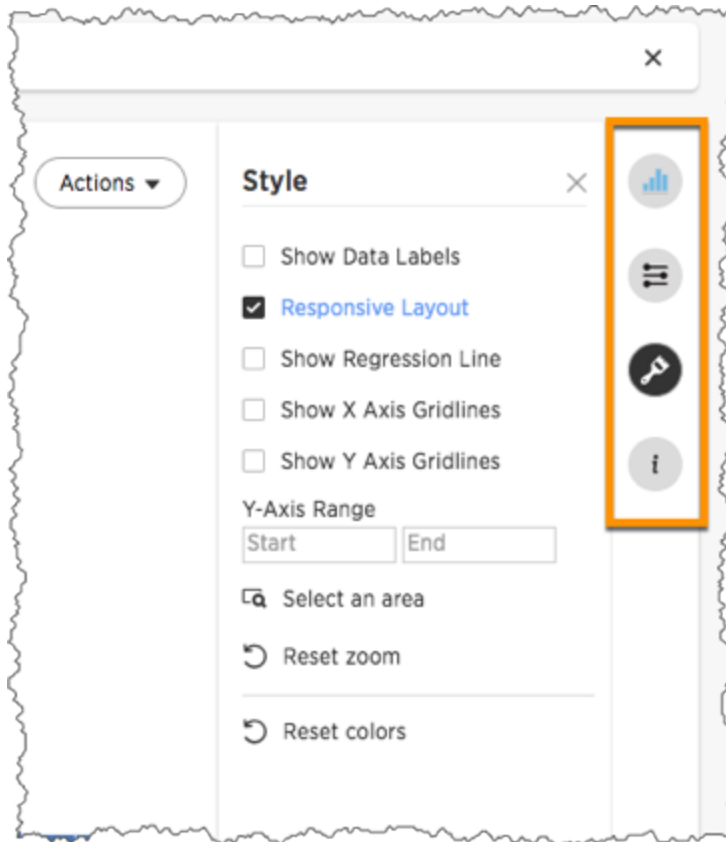 Actions
Style
Show Data Labels
Responsive Layout
Show Regression Line
Show X Axis Gridlines
Show Y Axis Gridlines
Y-Axis Range
Start End
Select an area
Reset zoom
Reset colors
i